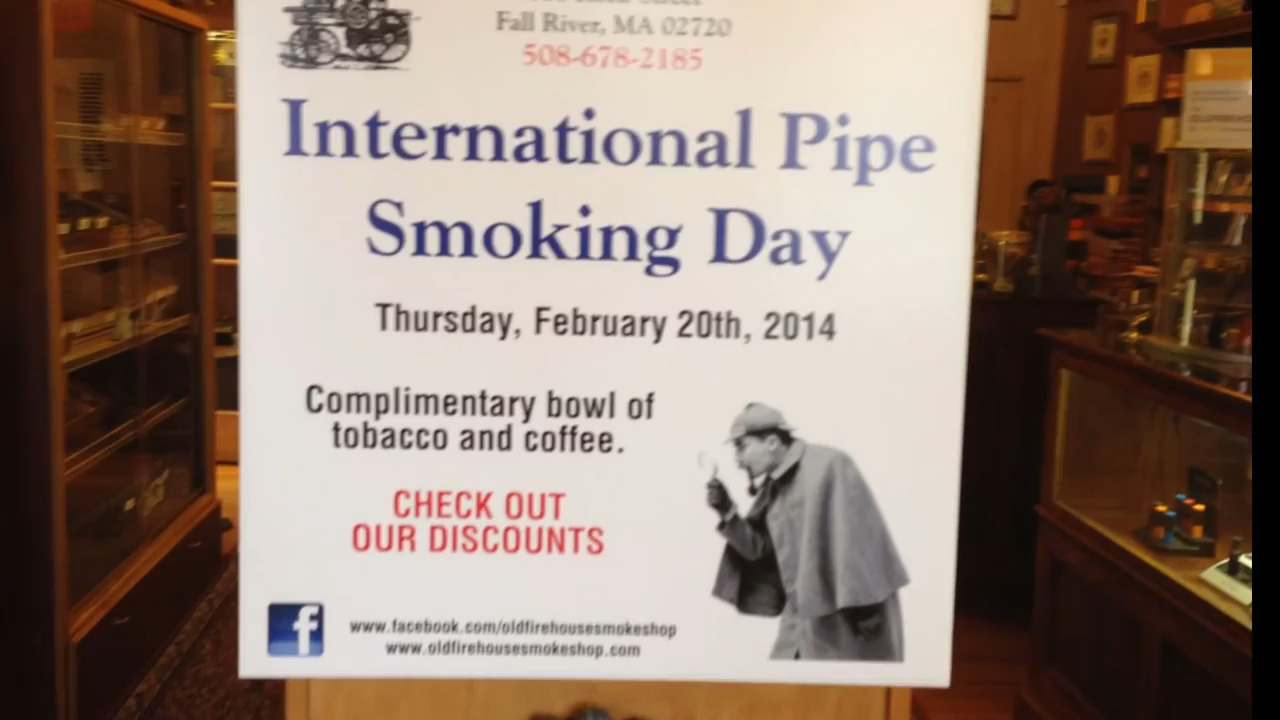 Fall River, MA 02720
508-678-2185
International Pipe
Smoking Day
Thursday, February 20th, 2014
Complimentary bowl of
tobacco and coffee.
CHECK OUT
OUR DISCOUNTS
f
www.facebook.com/oldfirehousesmokeshop
www.oldfirehousesmokeshop.com